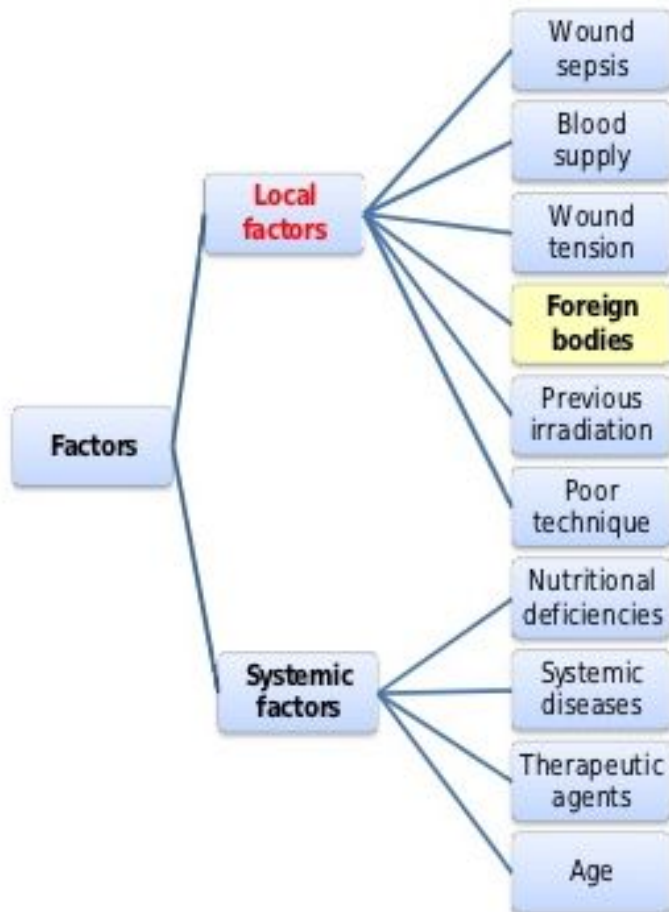 Wound
sepsis
Blood
supply
Local
factors
Wound
tension
Foreign
bodies
Previous
irradiation
Factors
Poor
technique
Nutritional
deficiencies
Systemic
factors
Systemic
diseases
Therapeutic
agents
Age